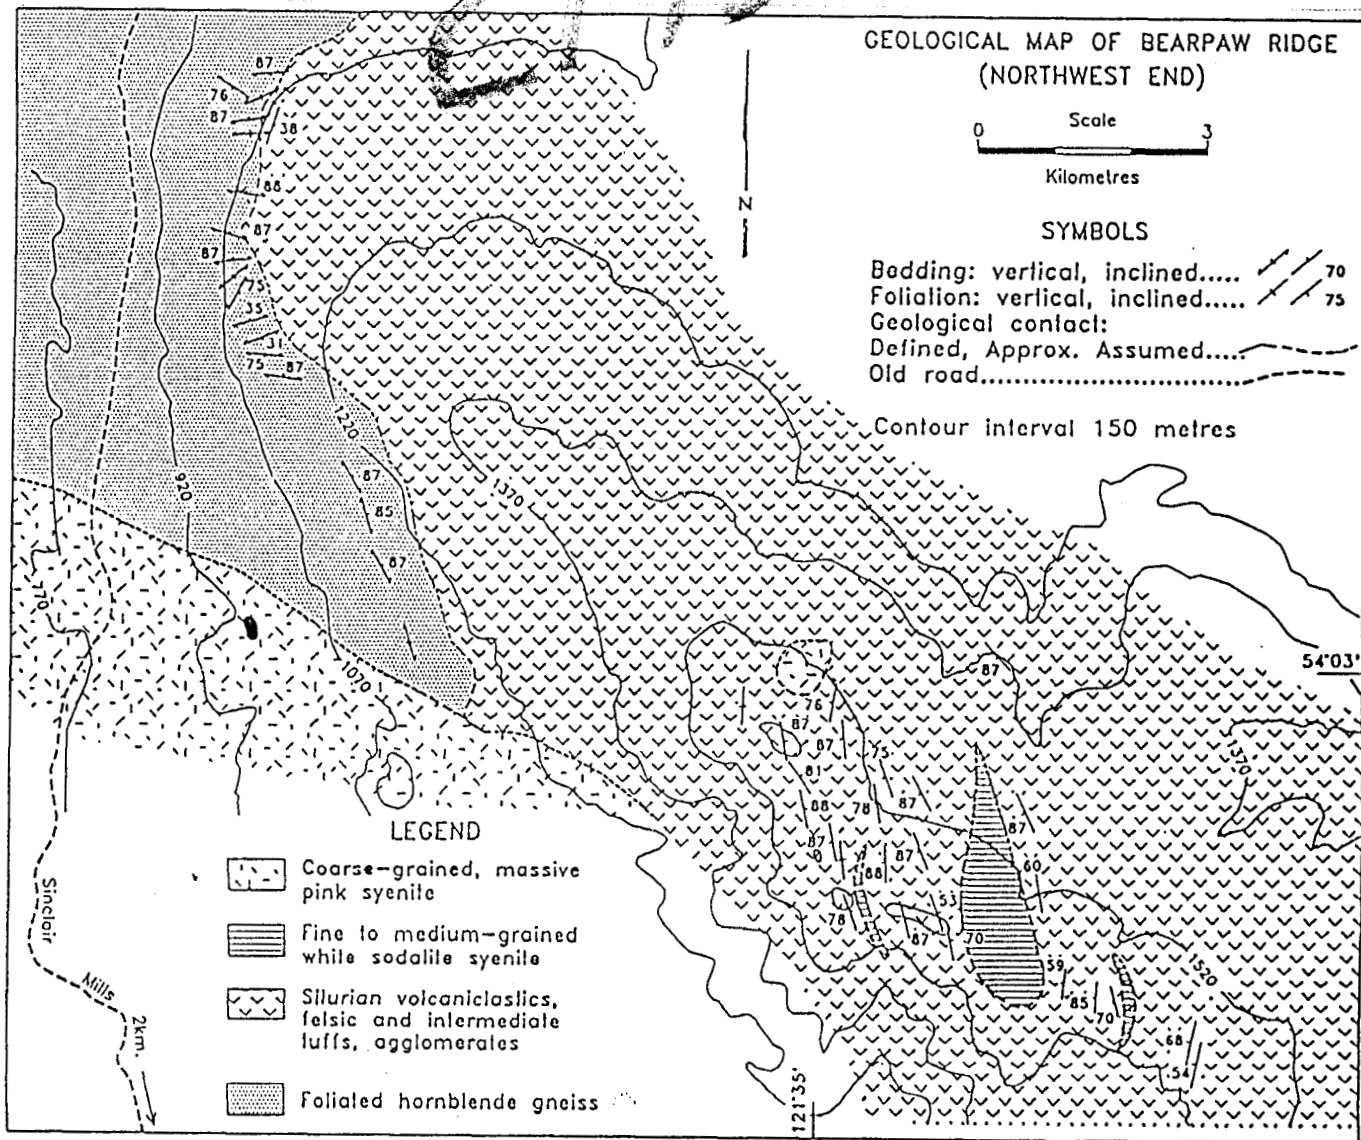 GEOLOGICAL MAP OF BEARPAW RIDGE
(NORTHWEST END)
Scale
0 3
Kilometres
N
SYMBOLS
Bedding: vertical, inclined..... 70
Foliation: vertical, inclined..... 75
Geological contact:
Defined, Approx. Assumed.....
Old road...........................
Contour interval 150 metres
87
76
87
38
88
87
87
75
35
31
75 87
1220
87
920
1370
85
87
770
1070
54°03'
87
76
87
87
75
81
1370
88
78
87
87
87
60
88
53
78
87
70
59
1520
85
70
68
54
LEGEND
Coarse-grained, massive
pink syenite
Fine to medium-grained
white sodalite syenite
Silurian volcaniclastics,
felsic and intermediate
tuffs, agglomerates
Foliated hornblende gneiss
Sinclair
Mills
2km.
121°35'